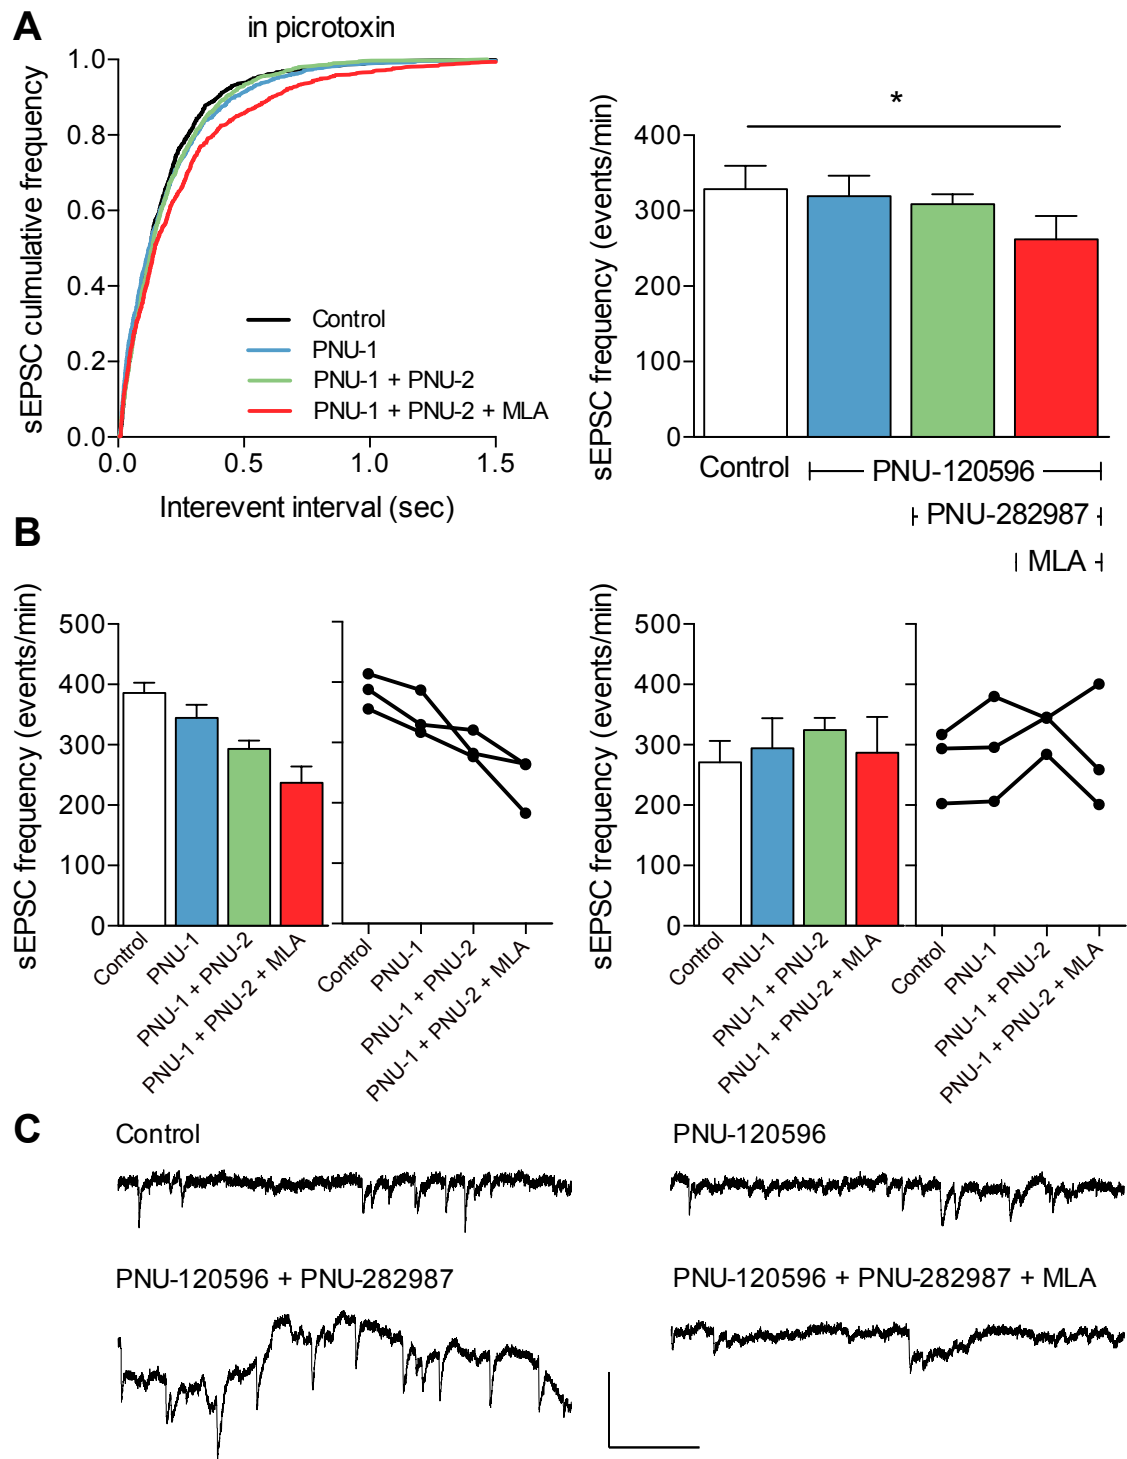 A
in picrotoxin
sEPSC culmulative frequency
1.0
0.8
0.6
0.4
0.2
0.0
0.0 0.5 1.0 1.5
Interevent interval (sec)
Control
PNU-1
PNU-1 + PNU-2
PNU-1 + PNU-2 + MLA
sEPSC frequency (events/min)
400
300
200
100
0
*
Control PNU-120596
PNU-282987
MLA
B
sEPSC frequency (events/min)
500
400
300
200
100
0
Control
PNU-1
PNU-1 + PNU-2
PNU-1 + PNU-2 + MLA
Control
PNU-1
PNU-1 + PNU-2
PNU-1 + PNU-2 + MLA
sEPSC frequency (events/min)
500
400
300
200
100
0
Control
PNU-1
PNU-1 + PNU-2
PNU-1 + PNU-2 + MLA
Control
PNU-1
PNU-1 + PNU-2
PNU-1 + PNU-2 + MLA
C
Control
PNU-120596
PNU-120596 + PNU-282987
PNU-120596 + PNU-282987 + MLA